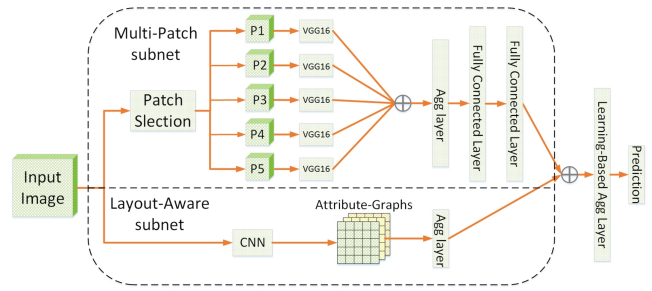 Multi-Patch
subnet
Patch
Slection
P1
VGG16
P2
VGG16
P3
VGG16
P4
VGG16
P5
VGG16
Agg layer
Fully Connected Layer
Fully Connected Layer
Learning-Based Agg Layer
Prediction
Input
Image
Layout-Aware
subnet
CNN
Attribute-Graphs
Agg layer